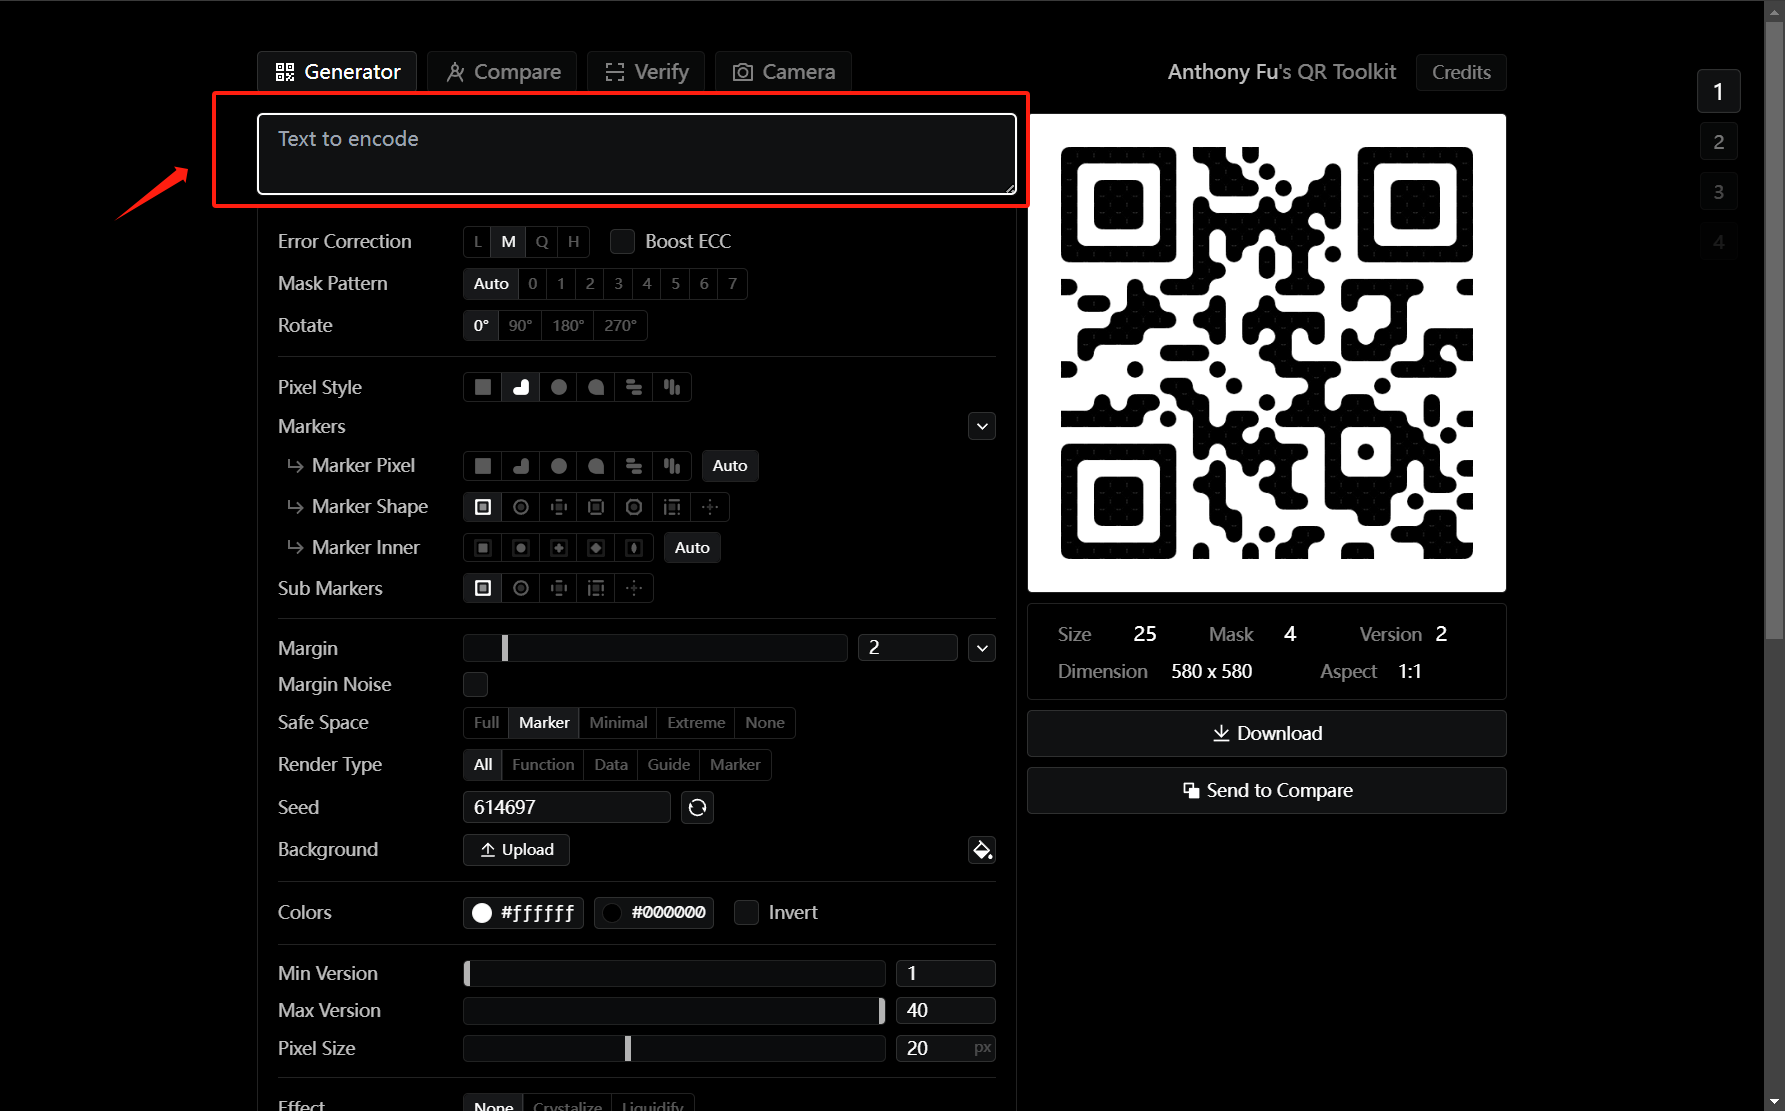 Generator Compare Verify Camera
Anthony Fu's QR Toolkit Credits
1
2
3
4
Text to encode
Error Correction L M Q H Boost ECC
Mask Pattern Auto 0 1 2 3 4 5 6 7
Rotate 0° 90° 180° 270°
Pixel Style
Markers
Marker Pixel Auto
Marker Shape
Marker Inner Auto
Sub Markers
Margin 2
Margin Noise
Safe Space Full Marker Minimal Extreme None
Render Type All Function Data Guide Marker
Seed 614697
Background Upload
Colors #ffffff #000000 Invert
Min Version 1
Max Version 40
Pixel Size 20 px
Effect None Crystalize Liquidify
Size 25 Mask 4 Version 2
Dimension 580 x 580 Aspect 1:1
Download
Send to Compare